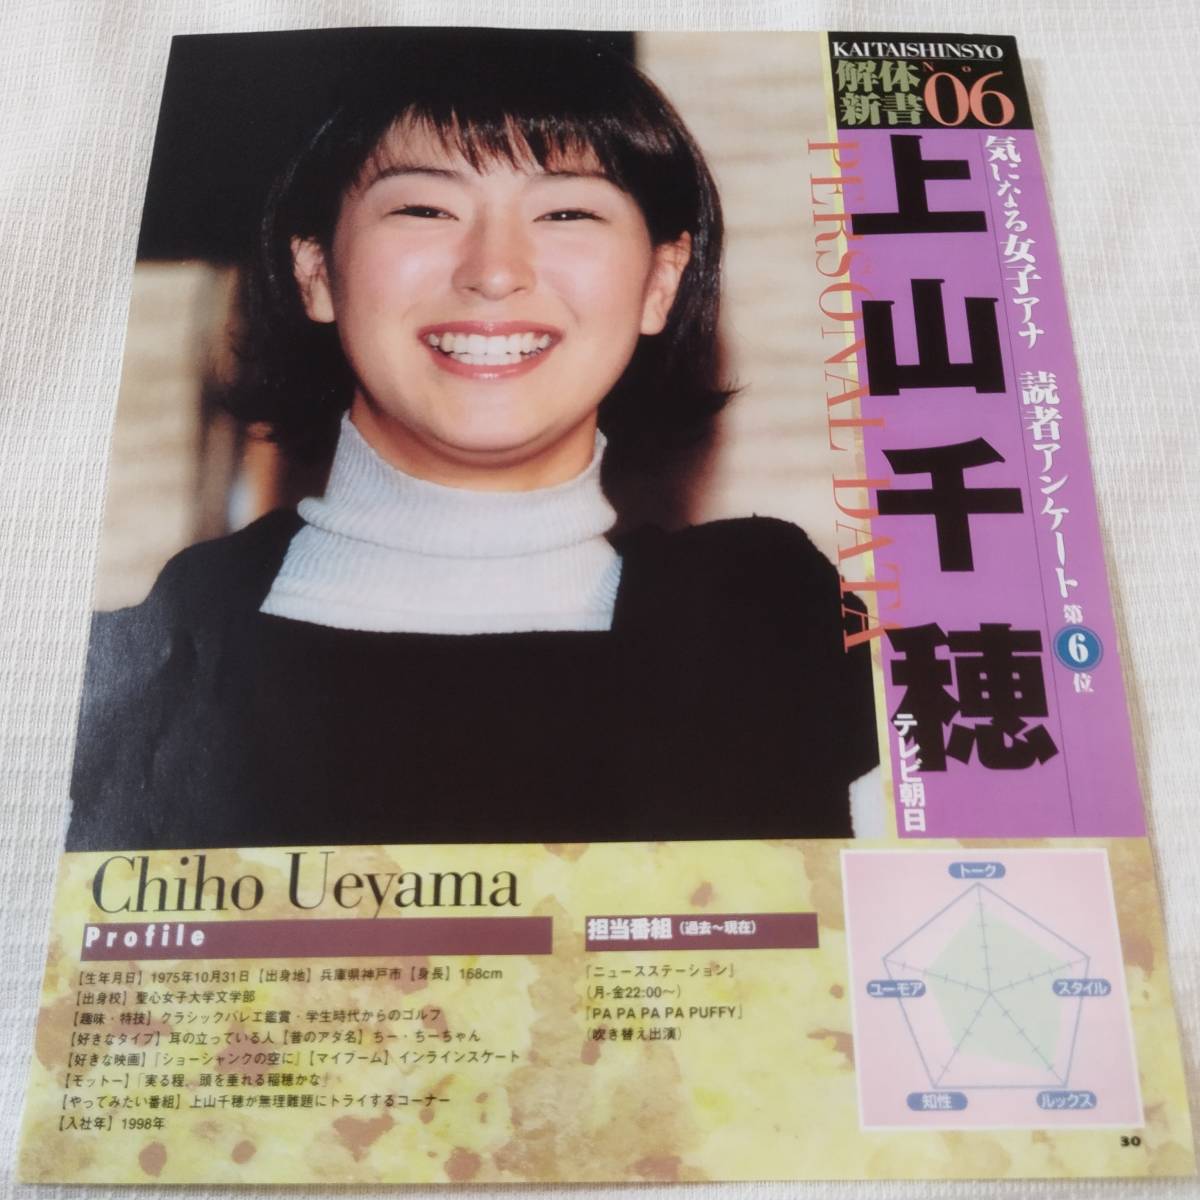 KAITAISHINSYO
解体新書
No 06
気になる女子アナ 読者アンケート 第6位
上山千穂
テレビ朝日
PERSONAL DATA
Chiho Ueyama
Profile
【生年月日】1975年10月31日【出身地】兵庫県神戸市【身長】158cm
【出身校】聖心女子大学文学部
【趣味・特技】クラシックバレエ鑑賞・学生時代からのゴルフ
【好きなタイプ】耳の立っている人【昔のアダ名】ちー・ちーちゃん
【好きな映画】『ショーシャンクの空に』【マイブーム】インラインスケート
【モットー】「実る程、頭を垂れる稲穂かな」
【やってみたい番組】上山千穂が無理難題にトライするコーナー
【入社年】1998年
担当番組（過去〜現在）
『ニュースステーション』
（月-金22:00〜）
『PA PA PA PA PUFFY』
（吹き替え出演）
トーク
ユーモア
スタイル
知性
ルックス
30